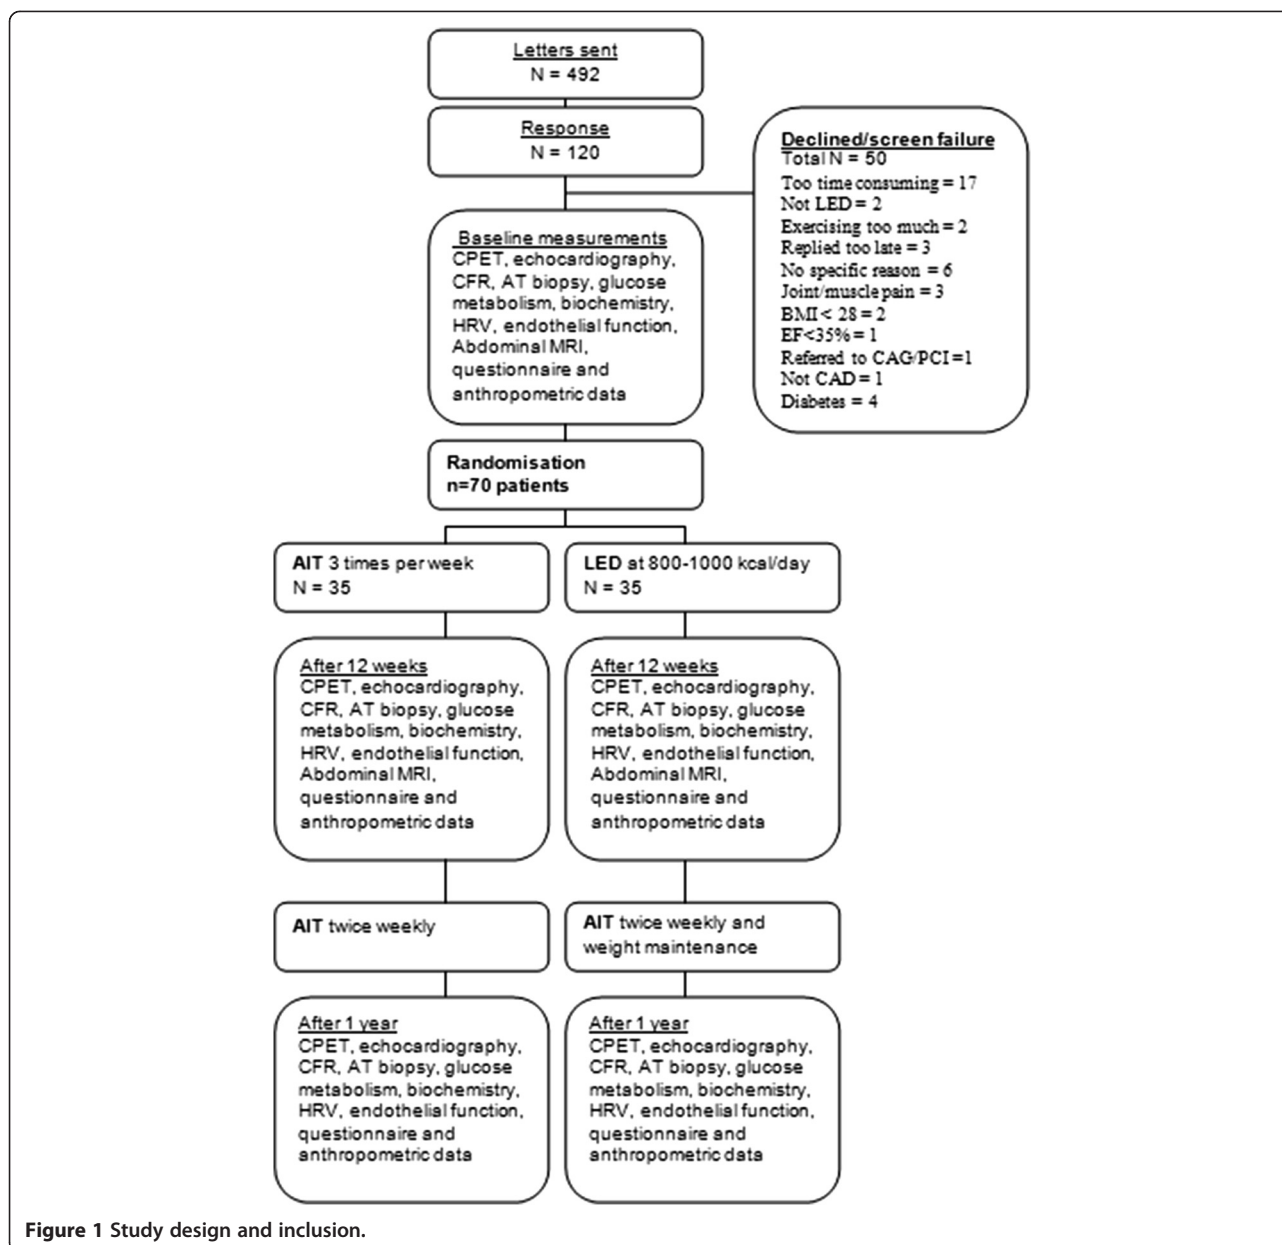 Letters sent
N = 492
Response
N = 120
Declined/screen failure
Total N = 50
Too time consuming = 17
Not LED = 2
Exercising too much = 2
Replied too late = 3
No specific reason = 6
Joint/muscle pain = 3
BMI < 28 = 2
EF<35% = 1
Referred to CAG/PCI =1
Not CAD = 1
Diabetes = 4
Baseline measurements
CPET, echocardiography,
CFR, AT biopsy, glucose
metabolism, biochemistry,
HRV, endothelial function,
Abdominal MRI,
questionnaire and
anthropometric data
Randomisation
n=70 patients
AIT 3 times per week
N = 35
LED at 800-1000 kcal/day
N = 35
After 12 weeks
CPET, echocardiography,
CFR, AT biopsy, glucose
metabolism, biochemistry,
HRV, endothelial function,
Abdominal MRI,
questionnaire and
anthropometric data
After 12 weeks
CPET, echocardiography,
CFR, AT biopsy, glucose
metabolism, biochemistry,
HRV, endothelial function,
Abdominal MRI,
questionnaire and
anthropometric data
AIT twice weekly
AIT twice weekly and
weight maintenance
After 1 year
CPET, echocardiography,
CFR, AT biopsy, glucose
metabolism, biochemistry,
HRV, endothelial function,
questionnaire and
anthropometric data
After 1 year
CPET, echocardiography,
CFR, AT biopsy, glucose
metabolism, biochemistry,
HRV, endothelial function,
questionnaire and
anthropometric data
Figure 1 Study design and inclusion.